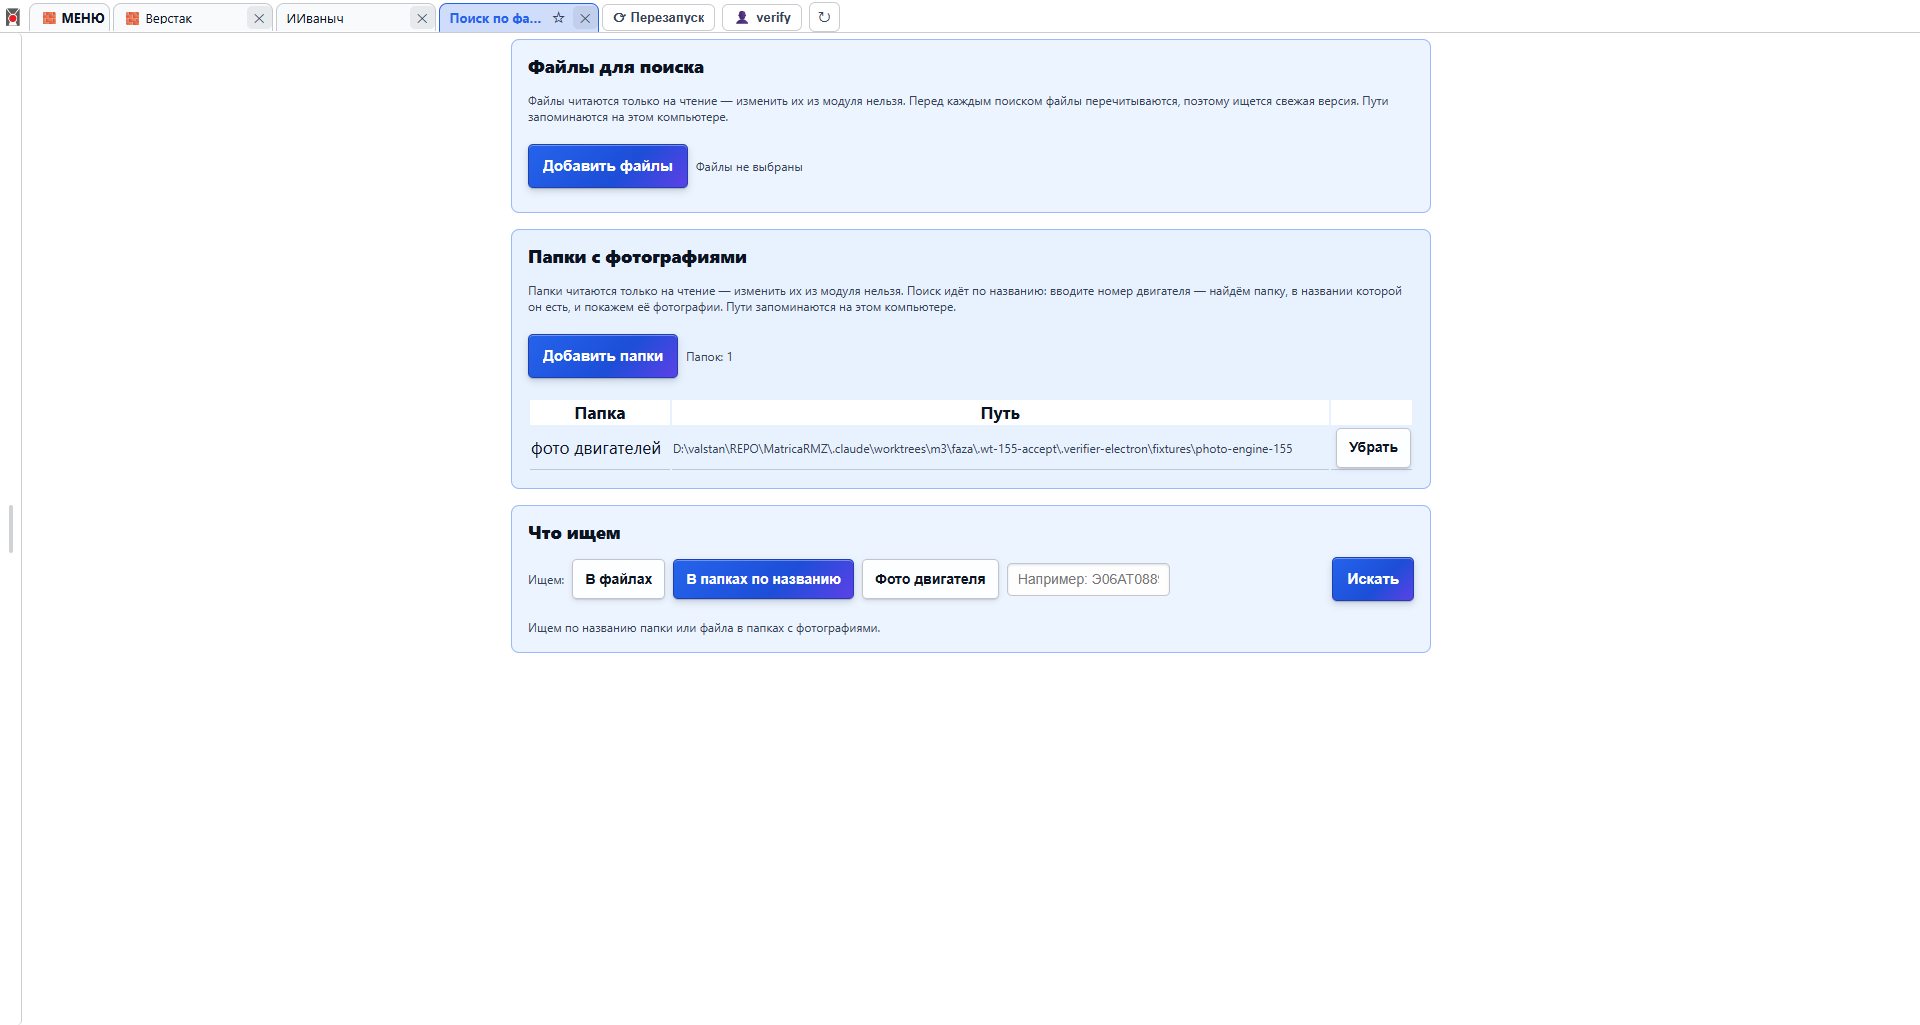 МЕНЮ
Верстак
ИИваныч
Поиск по фа...
Перезапуск
verify
Файлы для поиска
Файлы читаются только на чтение — изменить их из модуля нельзя. Перед каждым поиском файлы перечитываются, поэтому ищется свежая версия. Пути
запоминаются на этом компьютере.
Добавить файлы
Файлы не выбраны
Папки с фотографиями
Папки читаются только на чтение — изменить их из модуля нельзя. Поиск идёт по названию: вводите номер двигателя — найдём папку, в названии которой
он есть, и покажем её фотографии. Пути запоминаются на этом компьютере.
Добавить папки
Папок: 1
Папка
Путь
фото двигателей
D:\valstan\REPO\MatricaRMZ\.claude\worktrees\m3\faza\.wt-155-accept\.verifier-electron\fixtures\photo-engine-155
Убрать
Что ищем
Ищем:
В файлах
В папках по названию
Фото двигателя
Например: Э06АТ088
Искать
Ищем по названию папки или файла в папках с фотографиями.